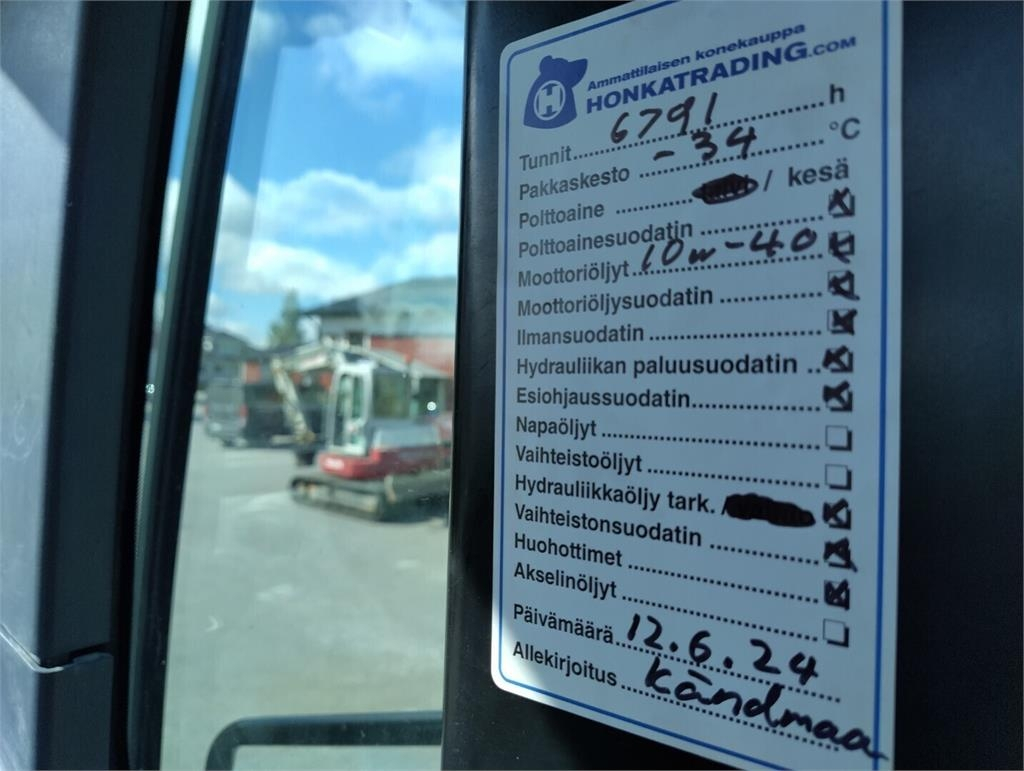 Ammattilaisen konekauppa
HONKATRADING.COM
Tunnit 6791 h
Pakkaskesto -34 °C
Polttoaine / kesä
Polttoainesuodatin
Moottoriöljyt 10w-40
Moottoriöljysuodatin
Ilmansuodatin
Hydrauliikan paluusuodatin
Esiohjaussuodatin
Napaöljyt
Vaihteistoöljyt
Hydrauliikkaöljy tark. /
Vaihteistonsuodatin
Huohottimet
Akselinöljyt
Päivämäärä 12.6.24
Allekirjoitus Kändmaa